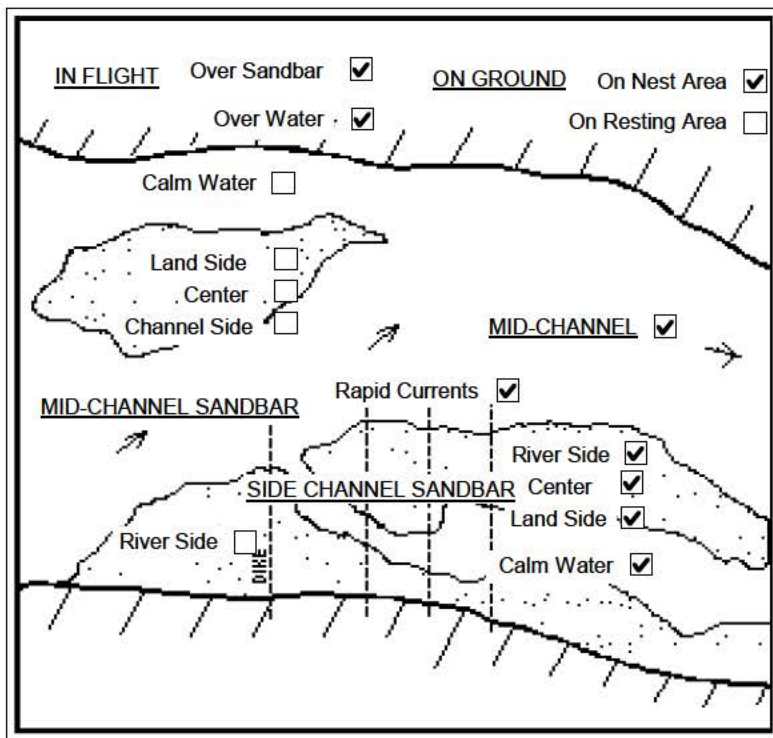 IN FLIGHT
Over Sandbar
ON GROUND
On Nest Area
Over Water
On Resting Area
Calm Water
Land Side
Center
Channel Side
MID-CHANNEL
Rapid Currents
MID-CHANNEL SANDBAR
River Side
SIDE CHANNEL SANDBAR
Center
Land Side
River Side
DIKE
Calm Water